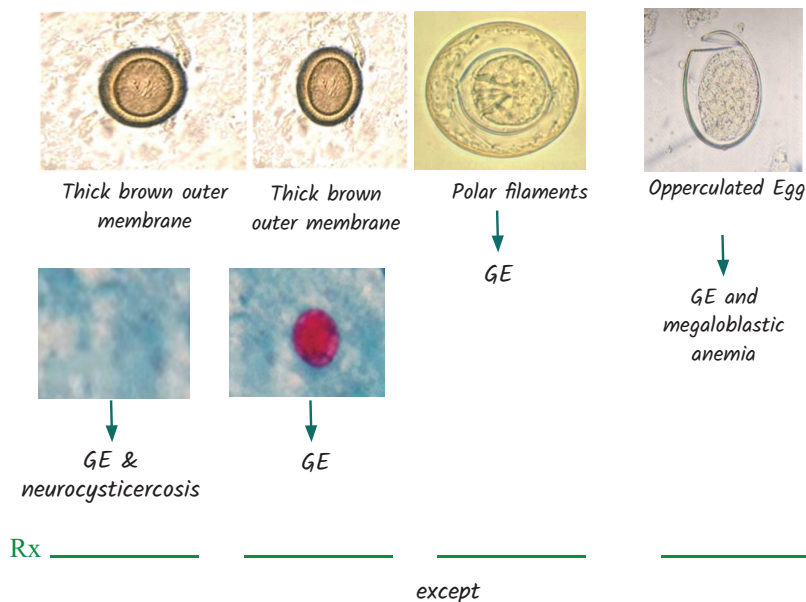 Thick brown outer
membrane
Thick brown
outer membrane
Polar filaments
Opperculated Egg
GE
GE and
megaloblastic
anemia
GE &
neurocysticercosis
GE
Rx
except